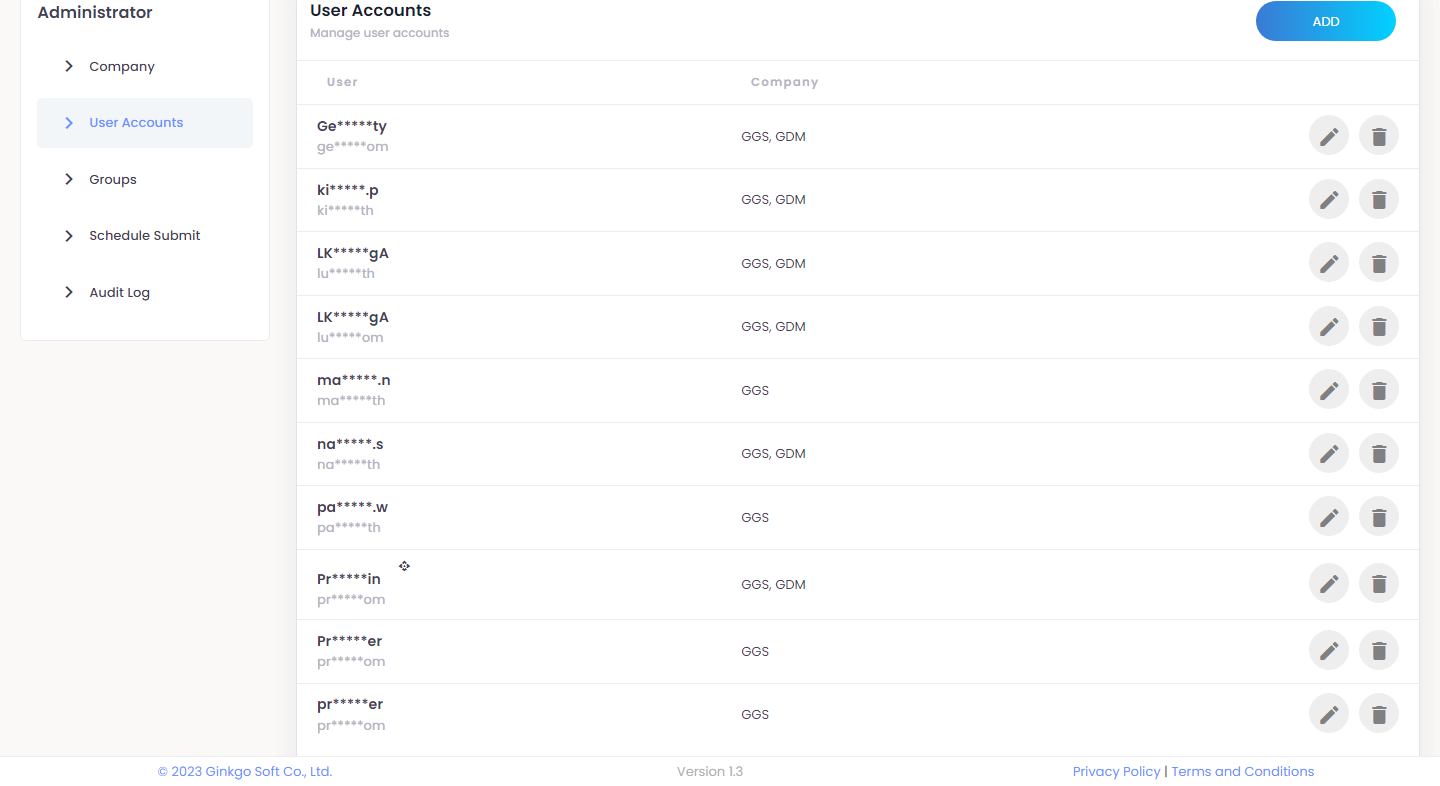 Administrator
Company
User Accounts
Groups
Schedule Submit
Audit Log
User Accounts
Manage user accounts
ADD
User Company
Ge*****ty
ge*****om
GGS, GDM
ki*****.p
ki*****th
GGS, GDM
LK*****gA
lu*****th
GGS, GDM
LK*****gA
lu*****om
GGS, GDM
ma*****.n
ma*****th
GGS
na*****.s
na*****th
GGS, GDM
pa*****.w
pa*****th
GGS
Pr*****in
pr*****om
GGS, GDM
Pr*****er
pr*****om
GGS
pr*****er
pr*****om
GGS
© 2023 Ginkgo Soft Co., Ltd. Version 1.3 Privacy Policy | Terms and Conditions